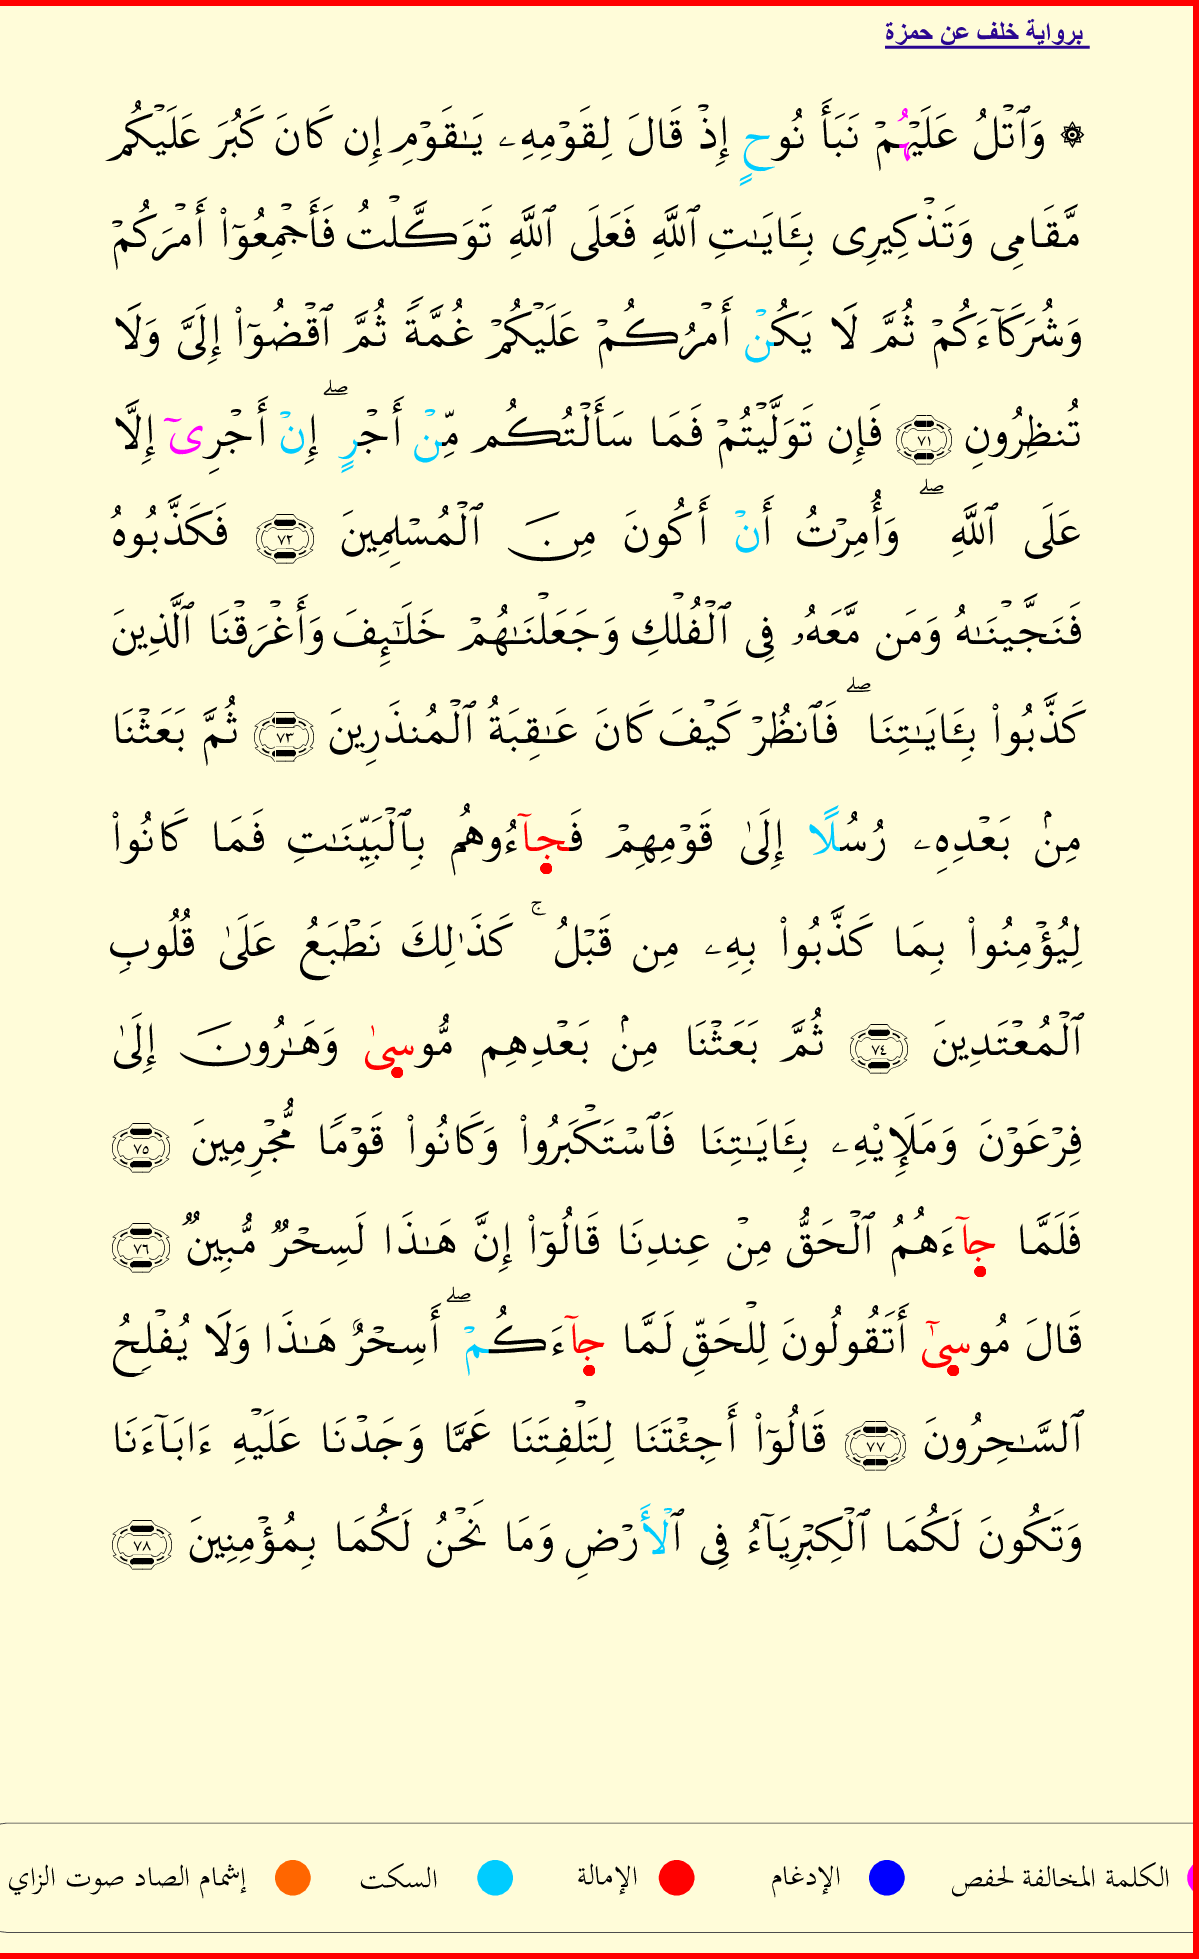 برواية خلف عن حمزة
۞ وَٱتْلُ عَلَيْهُمْ نَبَأَ نُوحٍ إِذْ قَالَ لِقَوْمِهِۦ يَـٰقَوْمِ إِن كَانَ كَبُرَ عَلَيْكُم
مَّقَامِى وَتَذْكِيرِى بِـَٔايَـٰتِ ٱللَّهِ فَعَلَى ٱللَّهِ تَوَكَّلْتُ فَأَجْمِعُوٓا۟ أَمْرَكُمْ
وَشُرَكَآءَكُمْ ثُمَّ لَا يَكُنْ أَمْرُكُمْ عَلَيْكُمْ غُمَّةً ثُمَّ ٱقْضُوٓا۟ إِلَىَّ وَلَا
تُنظِرُونِ ٧١ فَإِن تَوَلَّيْتُمْ فَمَا سَأَلْتُكُم مِّنْ أَجْرٍ ۖ إِنْ أَجْرِىٓ إِلَّا
عَلَى ٱللَّهِ ۖ وَأُمِرْتُ أَنْ أَكُونَ مِنَ ٱلْمُسْلِمِينَ ٧٢ فَكَذَّبُوهُ
فَنَجَّيْنَـٰهُ وَمَن مَّعَهُۥ فِى ٱلْفُلْكِ وَجَعَلْنَـٰهُمْ خَلَـٰٓئِفَ وَأَغْرَقْنَا ٱلَّذِينَ
كَذَّبُوا۟ بِـَٔايَـٰتِنَا ۖ فَٱنظُرْ كَيْفَ كَانَ عَـٰقِبَةُ ٱلْمُنذَرِينَ ٧٣ ثُمَّ بَعَثْنَا
مِنۢ بَعْدِهِۦ رُسُلًا إِلَىٰ قَوْمِهِمْ فَجَآءُوهُم بِٱلْبَيِّنَـٰتِ فَمَا كَانُوا۟
لِيُؤْمِنُوا۟ بِمَا كَذَّبُوا۟ بِهِۦ مِن قَبْلُ ۚ كَذَٰلِكَ نَطْبَعُ عَلَىٰ قُلُوبِ
ٱلْمُعْتَدِينَ ٧٤ ثُمَّ بَعَثْنَا مِنۢ بَعْدِهِم مُّوسَىٰ وَهَـٰرُونَ إِلَىٰ
فِرْعَوْنَ وَمَلَإِي۟هِۦ بِـَٔايَـٰتِنَا فَٱسْتَكْبَرُوا۟ وَكَانُوا۟ قَوْمًا مُّجْرِمِينَ ٧٥
فَلَمَّا جَآءَهُمُ ٱلْحَقُّ مِنْ عِندِنَا قَالُوٓا۟ إِنَّ هَـٰذَا لَسِحْرٌ مُّبِينٌ ٧٦
قَالَ مُوسَىٰٓ أَتَقُولُونَ لِلْحَقِّ لَمَّا جَآءَكُمْ ۖ أَسِحْرٌ هَـٰذَا وَلَا يُفْلِحُ
ٱلسَّـٰحِرُونَ ٧٧ قَالُوٓا۟ أَجِئْتَنَا لِتَلْفِتَنَا عَمَّا وَجَدْنَا عَلَيْهِ ءَابَآءَنَا
وَتَكُونَ لَكُمَا ٱلْكِبْرِيَآءُ فِى ٱلْأَرْضِ وَمَا نَحْنُ لَكُمَا بِمُؤْمِنِينَ ٧٨
الكلمة المخالفة لحفص الإدغام الإمالة السكت إشمام الصاد صوت الزاي